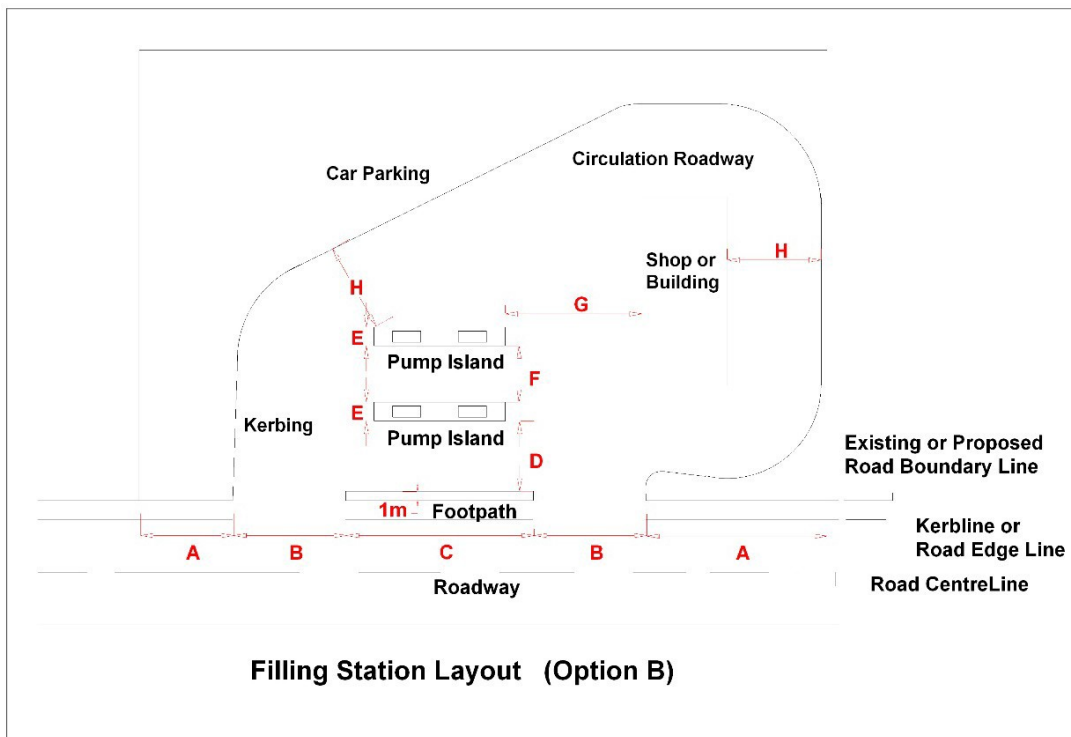 Circulation Roadway
Car Parking
Shop or
Building
H
H
G
E
Pump Island
F
E
Kerbing
Pump Island
D
Existing or Proposed
Road Boundary Line
1m
Footpath
Kerbline or
Road Edge Line
A
B
C
B
A
Roadway
Road CentreLine
Filling Station Layout (Option B)